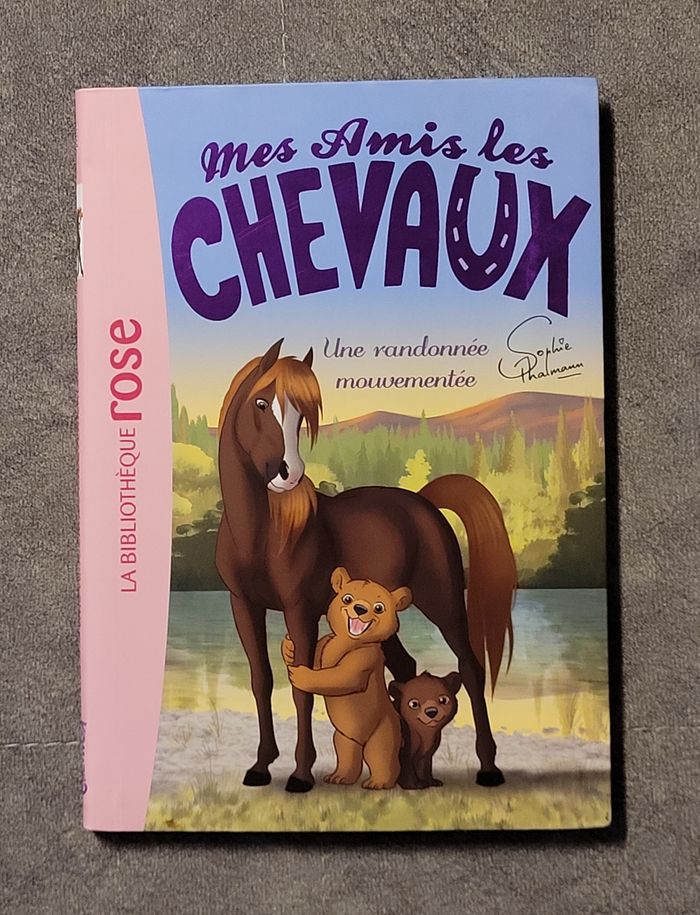 Mes Amis les
CHEVAUX
Une randonnée
mouvementée
Sophie
Thalmann
LA BIBLIOTHÈQUE rose